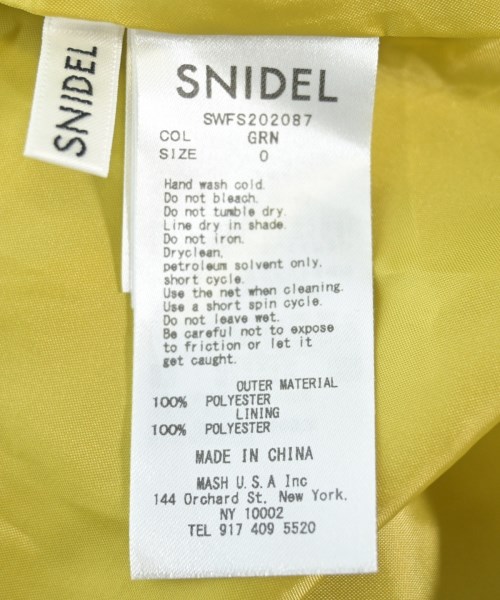 SNIDEL
SNIDEL
SWFS202087
COL GRN
SIZE 0
Hand wash cold.
Do not bleach.
Do not tumble dry.
Line dry in shade.
Do not iron.
Dryclean,
petroleum solvent only,
short cycle.
Use the net when cleaning.
Use a short spin cycle.
Do not leave wet.
Be careful not to expose
to friction or let it
get caught.
OUTER MATERIAL
100% POLYESTER
LINING
100% POLYESTER
MADE IN CHINA
MASH U.S.A Inc
144 Orchard St. New York.
NY 10002
TEL 917 409 5520